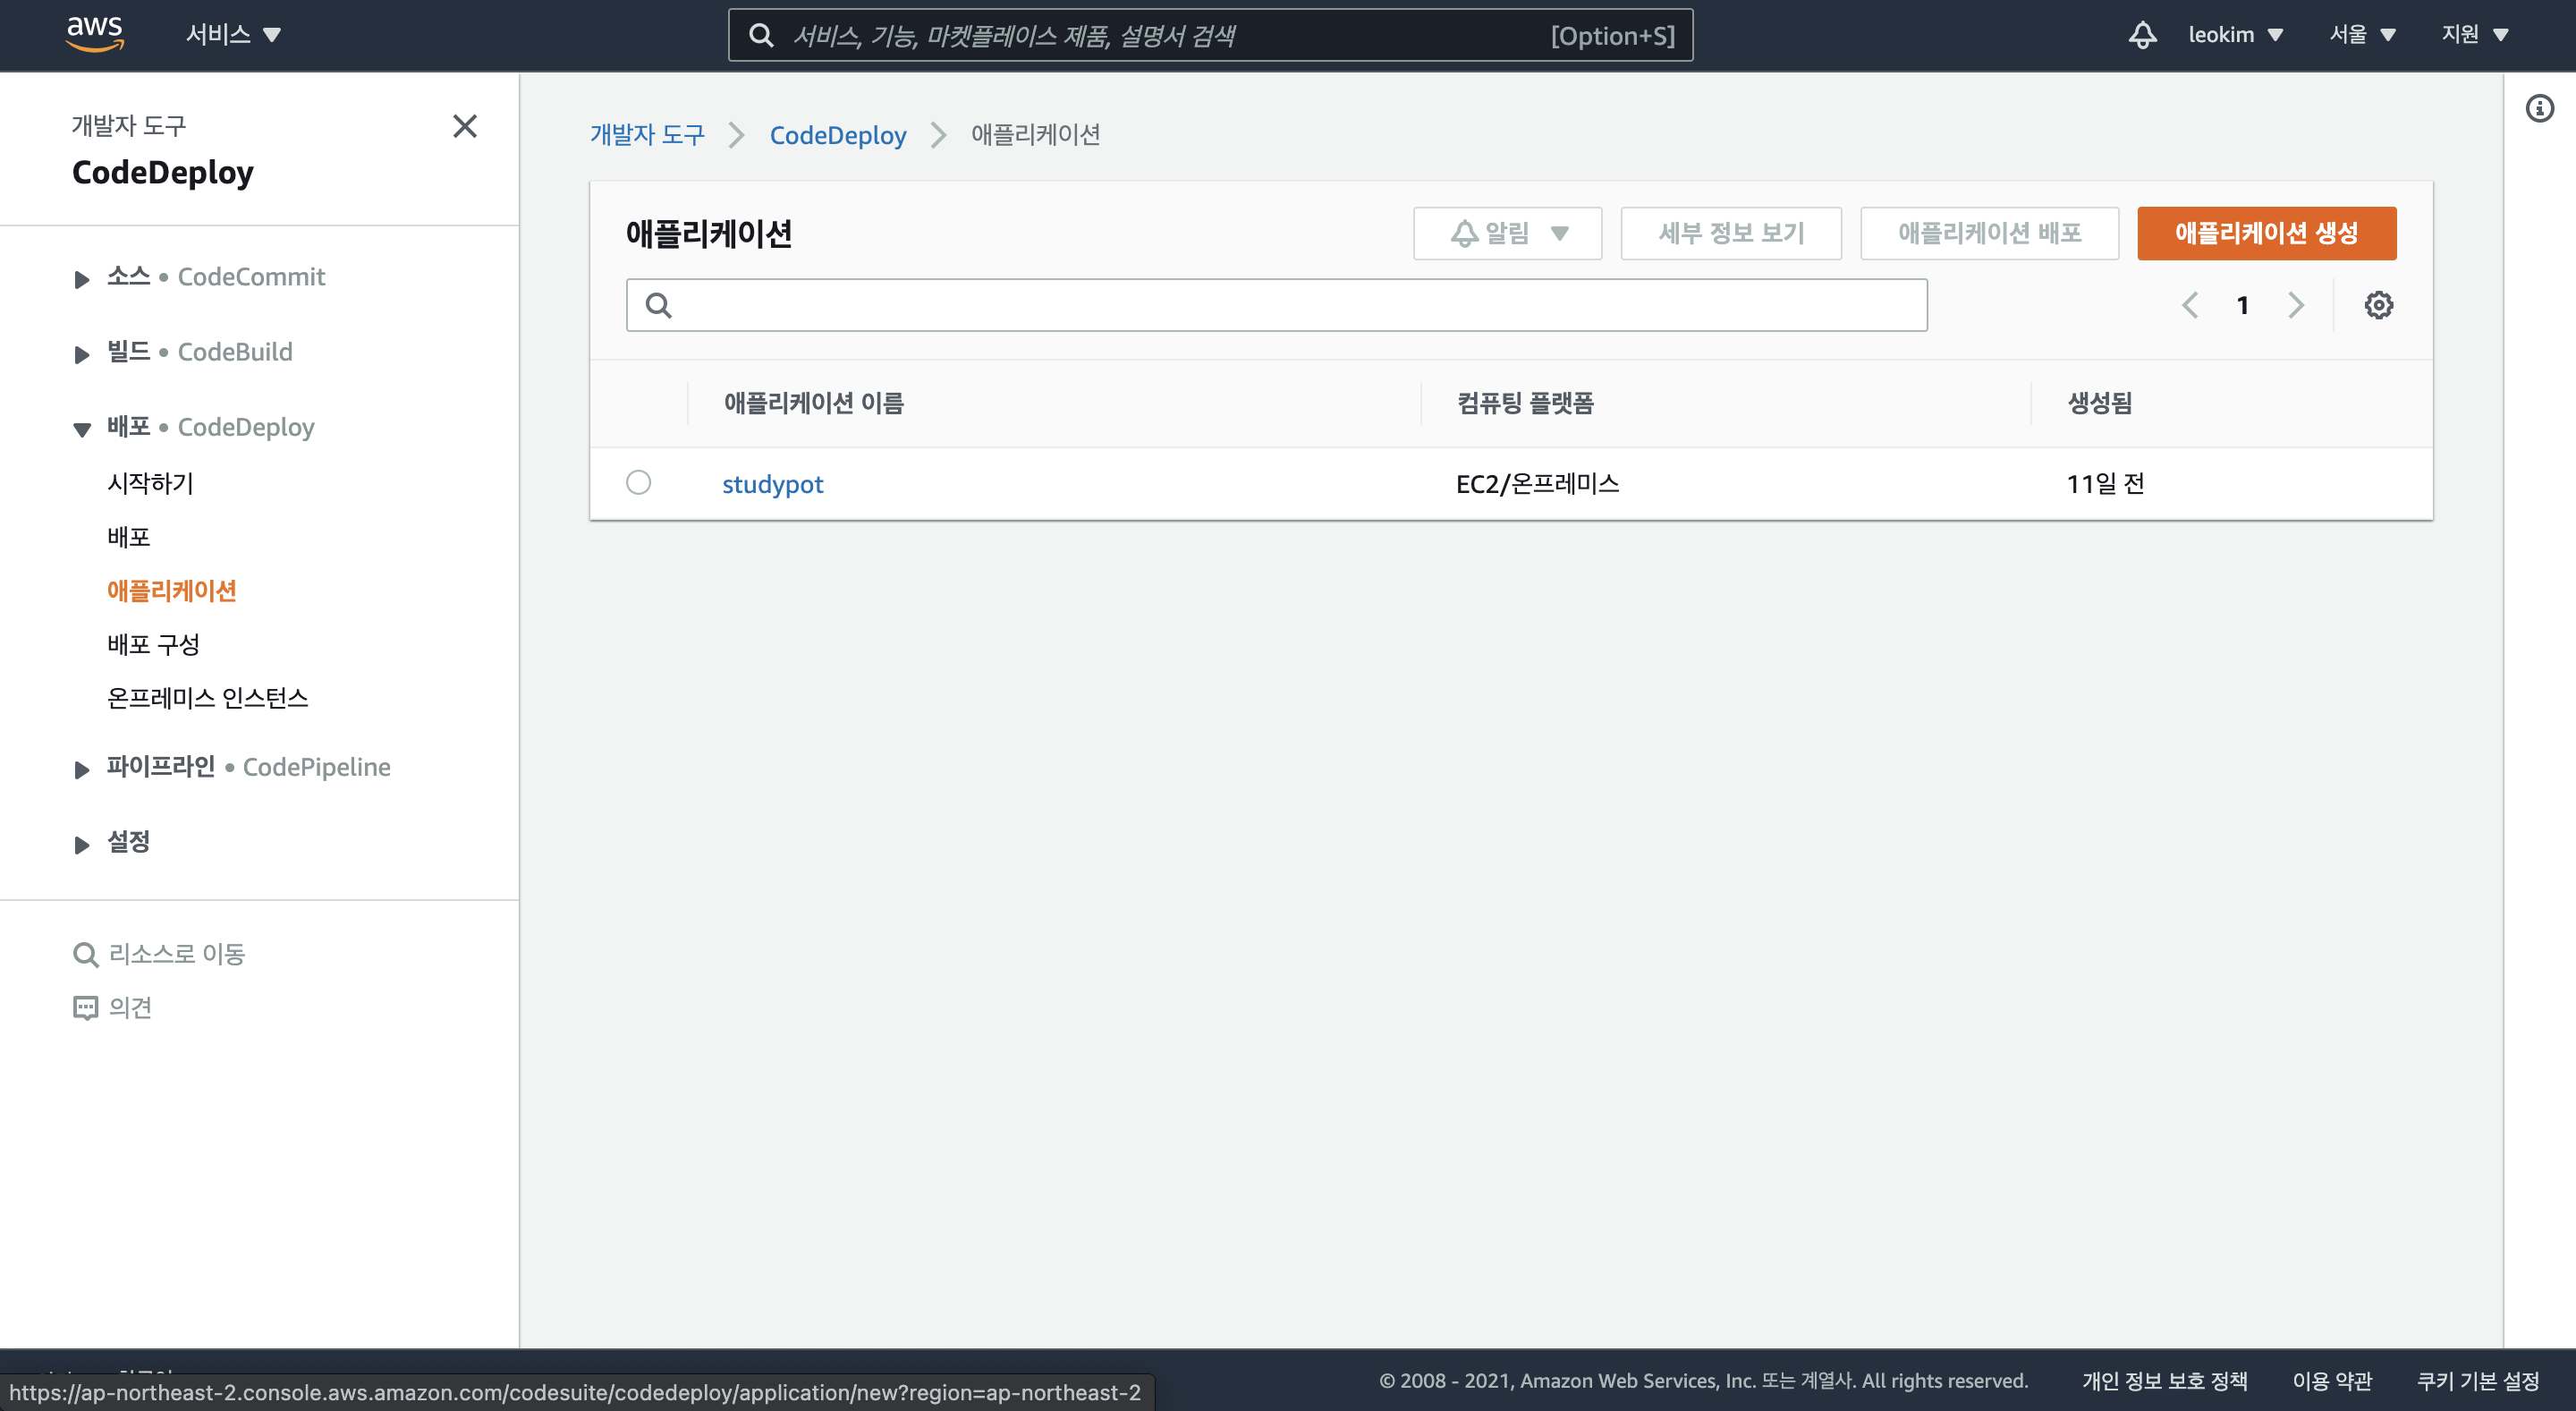 aws 서비스 서비스, 기능, 마켓플레이스 제품, 설명서 검색 [Option+S] leokim 서울 지원
개발자 도구
CodeDeploy
소스 • CodeCommit
빌드 • CodeBuild
배포 • CodeDeploy
시작하기
배포
애플리케이션
배포 구성
온프레미스 인스턴스
파이프라인 • CodePipeline
설정
리소스로 이동
의견
개발자 도구 CodeDeploy 애플리케이션
애플리케이션 알림 세부 정보 보기 애플리케이션 배포 애플리케이션 생성
1
애플리케이션 이름 컴퓨팅 플랫폼 생성됨
studypot EC2/온프레미스 11일 전
© 2008 - 2021, Amazon Web Services, Inc. 또는 계열사. All rights reserved. 개인 정보 보호 정책 이용 약관 쿠키 기본 설정
https://ap-northeast-2.console.aws.amazon.com/codesuite/codedeploy/application/new?region=ap-northeast-2